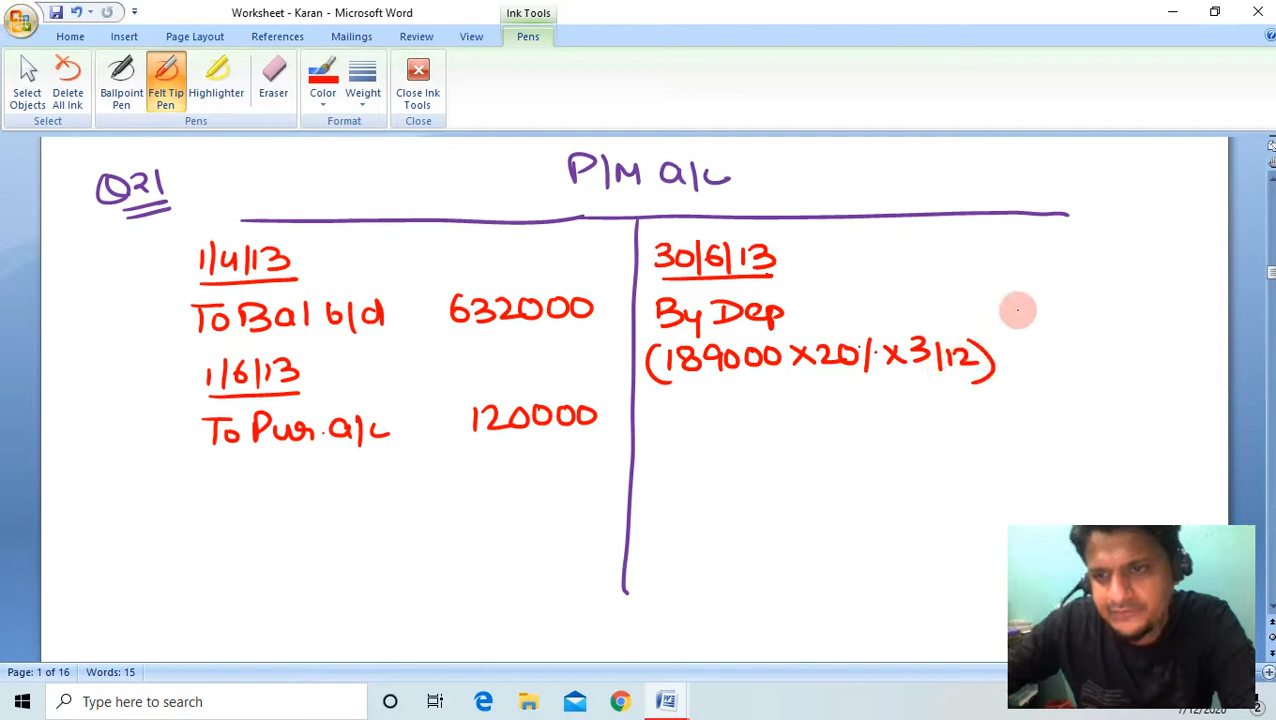 Worksheet - Karan - Microsoft Word
Ink Tools
Home Insert Page Layout References Mailings Review View Pens
Select Objects
Delete All Ink
Ballpoint Pen
Felt Tip Pen
Highlighter
Eraser
Color
Weight
Close Ink Tools
Select Pens Format Close
Q21
P/M a/c
1/4/13
To Bal b/d 632000
1/6/13
To Pur. a/c 120000
30/6/13
By Dep
(189000 x 20% x 3/12)
Page: 1 of 16 Words: 15
Type here to search